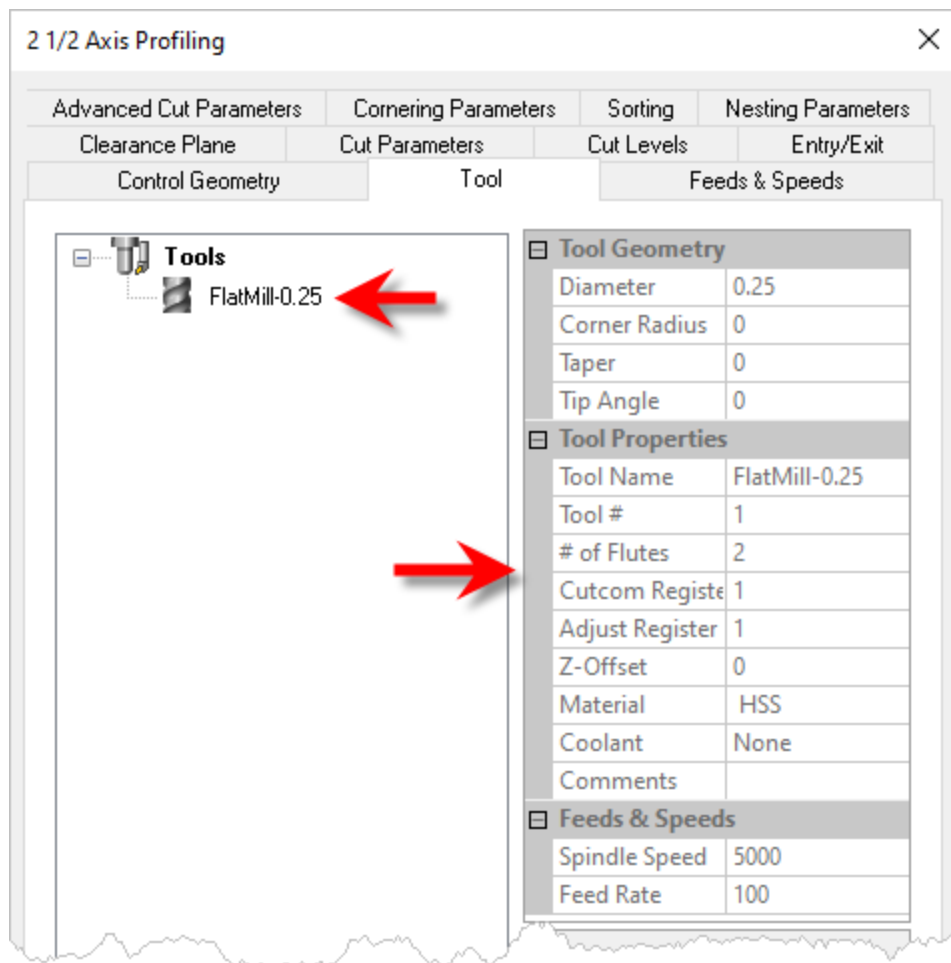 2 1/2 Axis Profiling
Advanced Cut Parameters Cornering Parameters Sorting Nesting Parameters
Clearance Plane Cut Parameters Cut Levels Entry/Exit
Control Geometry Tool Feeds & Speeds
Tools
FlatMill-0.25
Tool Geometry
Diameter 0.25
Corner Radius 0
Taper 0
Tip Angle 0
Tool Properties
Tool Name FlatMill-0.25
Tool # 1
# of Flutes 2
Cutcom Registe 1
Adjust Register 1
Z-Offset 0
Material HSS
Coolant None
Comments
Feeds & Speeds
Spindle Speed 5000
Feed Rate 100